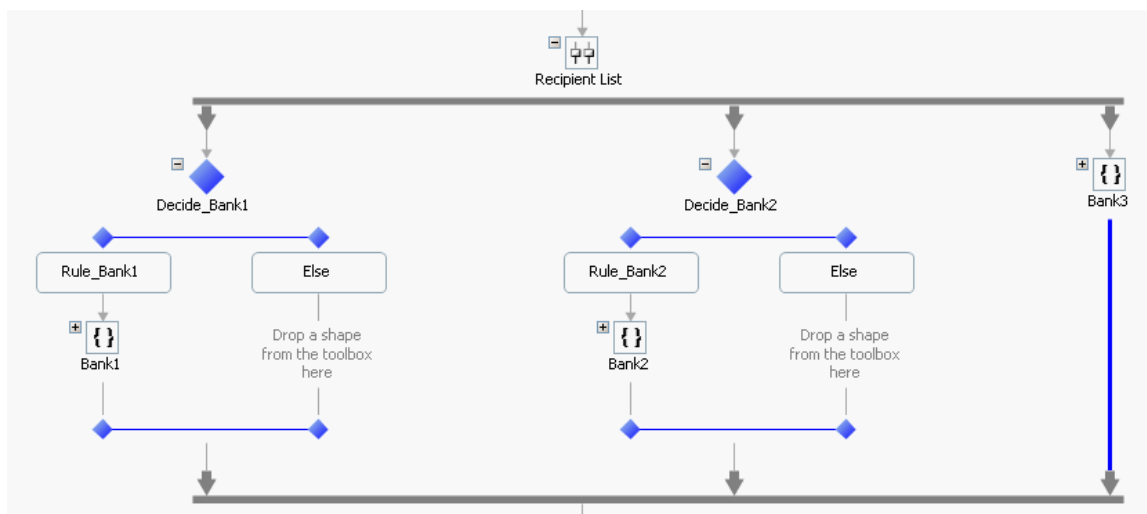 Recipient List
Decide_Bank1
Decide_Bank2
Bank3
Rule_Bank1
Else
Rule_Bank2
Else
{ }
Bank1
Drop a shape
from the toolbox
here
{ }
Bank2
Drop a shape
from the toolbox
here
{ }